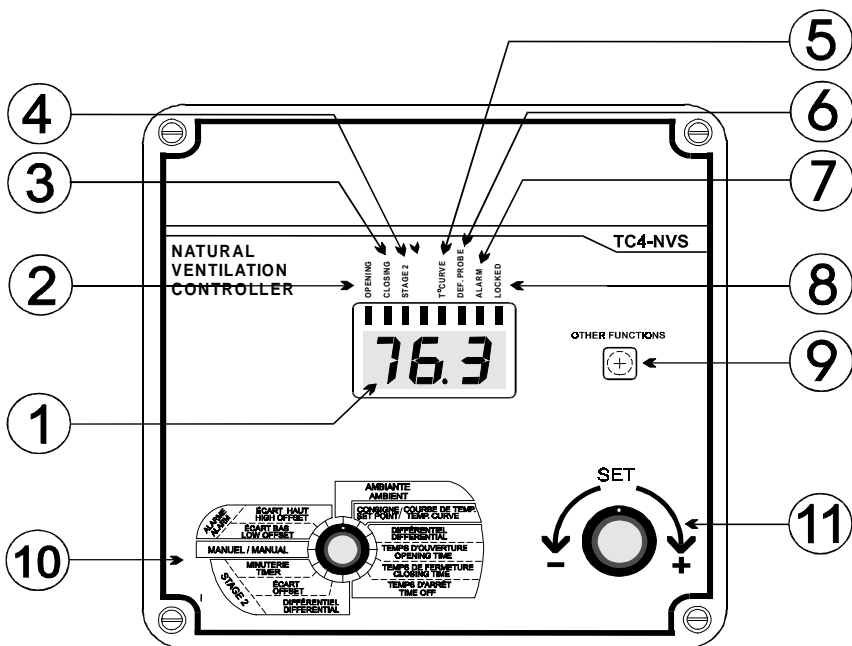 5
4
6
3
7
TC4-NVS
NATURAL
VENTILATION
CONTROLLER
OPENING
CLOSING
STAGE 2
T°CURVE
DEF. PROBE
ALARM
LOCKED
2
8
OTHER FUNCTIONS
76.3
9
1
SET
- +
11
AMBIANTE
AMBIENT
CONSIGNE / COURBE DE TEMP.
SET POINT / TEMP. CURVE
DIFFÉRENTIEL
DIFFERENTIAL
TEMPS D'OUVERTURE
OPENING TIME
TEMPS DE FERMETURE
CLOSING TIME
TEMPS D'ARRÊT
TIME OFF
ALARME
ALARM
ÉCART HAUT
HIGH OFFSET
ÉCART BAS
LOW OFFSET
MANUEL / MANUAL
MINUTERIE
TIMER
ÉCART
OFFSET
DIFFÉRENTIEL
DIFFERENTIAL
STAGE 2
10